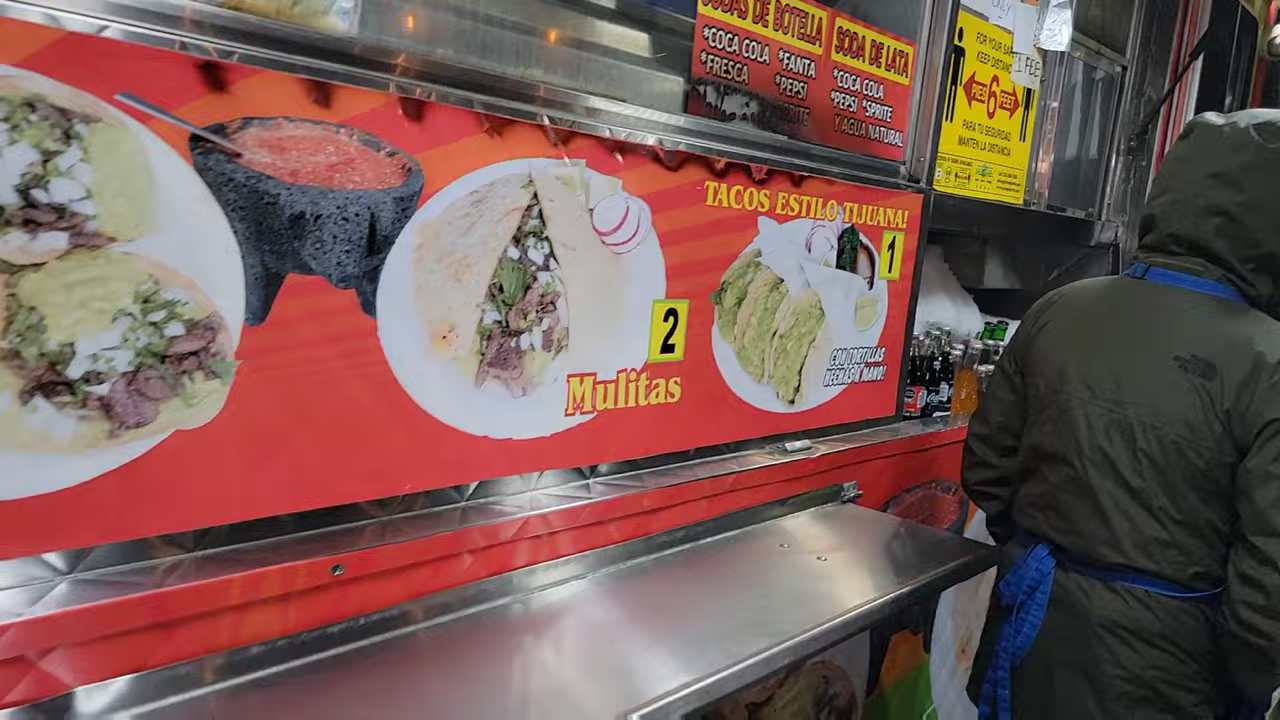 SODAS DE BOTELLA
*COCA COLA *FANTA
*FRESCA *PEPSI
SODA DE LATA
*COCA COLA
*PEPSI *SPRITE
Y AGUA NATURAL
FOR YOUR SAFETY
KEEP DISTANCE
PIES 6 FEET
PARA TU SEGURIDAD
MANTEN LA DISTANCIA
TACOS ESTILO TIJUANA!
1
CON TORTILLAS
HECHAS A MANO!
2
Mulitas
THE NORTH FACE